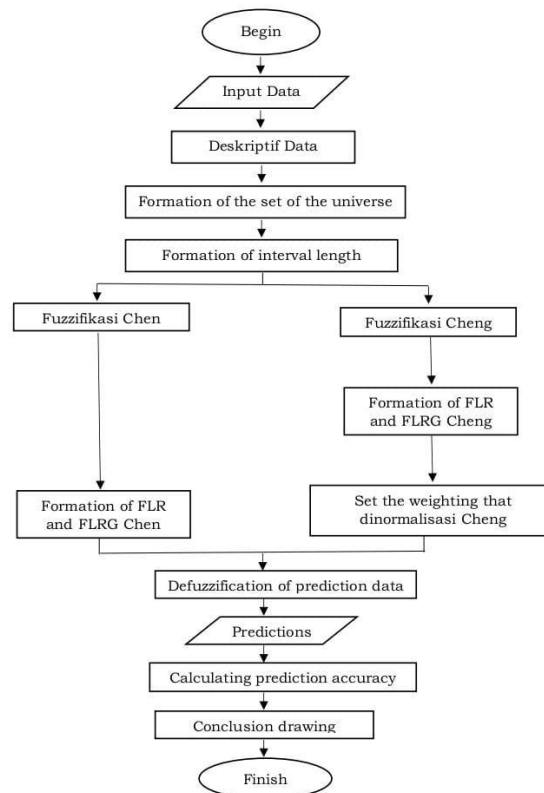 Begin
Input Data
Deskriptif Data
Formation of the set of the universe
Formation of interval length
Fuzzifikasi Chen
Fuzzifikasi Cheng
Formation of FLR
and FLRG Cheng
Formation of FLR
and FLRG Chen
Set the weighting that
dinormalisasi Cheng
Defuzzification of prediction data
Predictions
Calculating prediction accuracy
Conclusion drawing
Finish